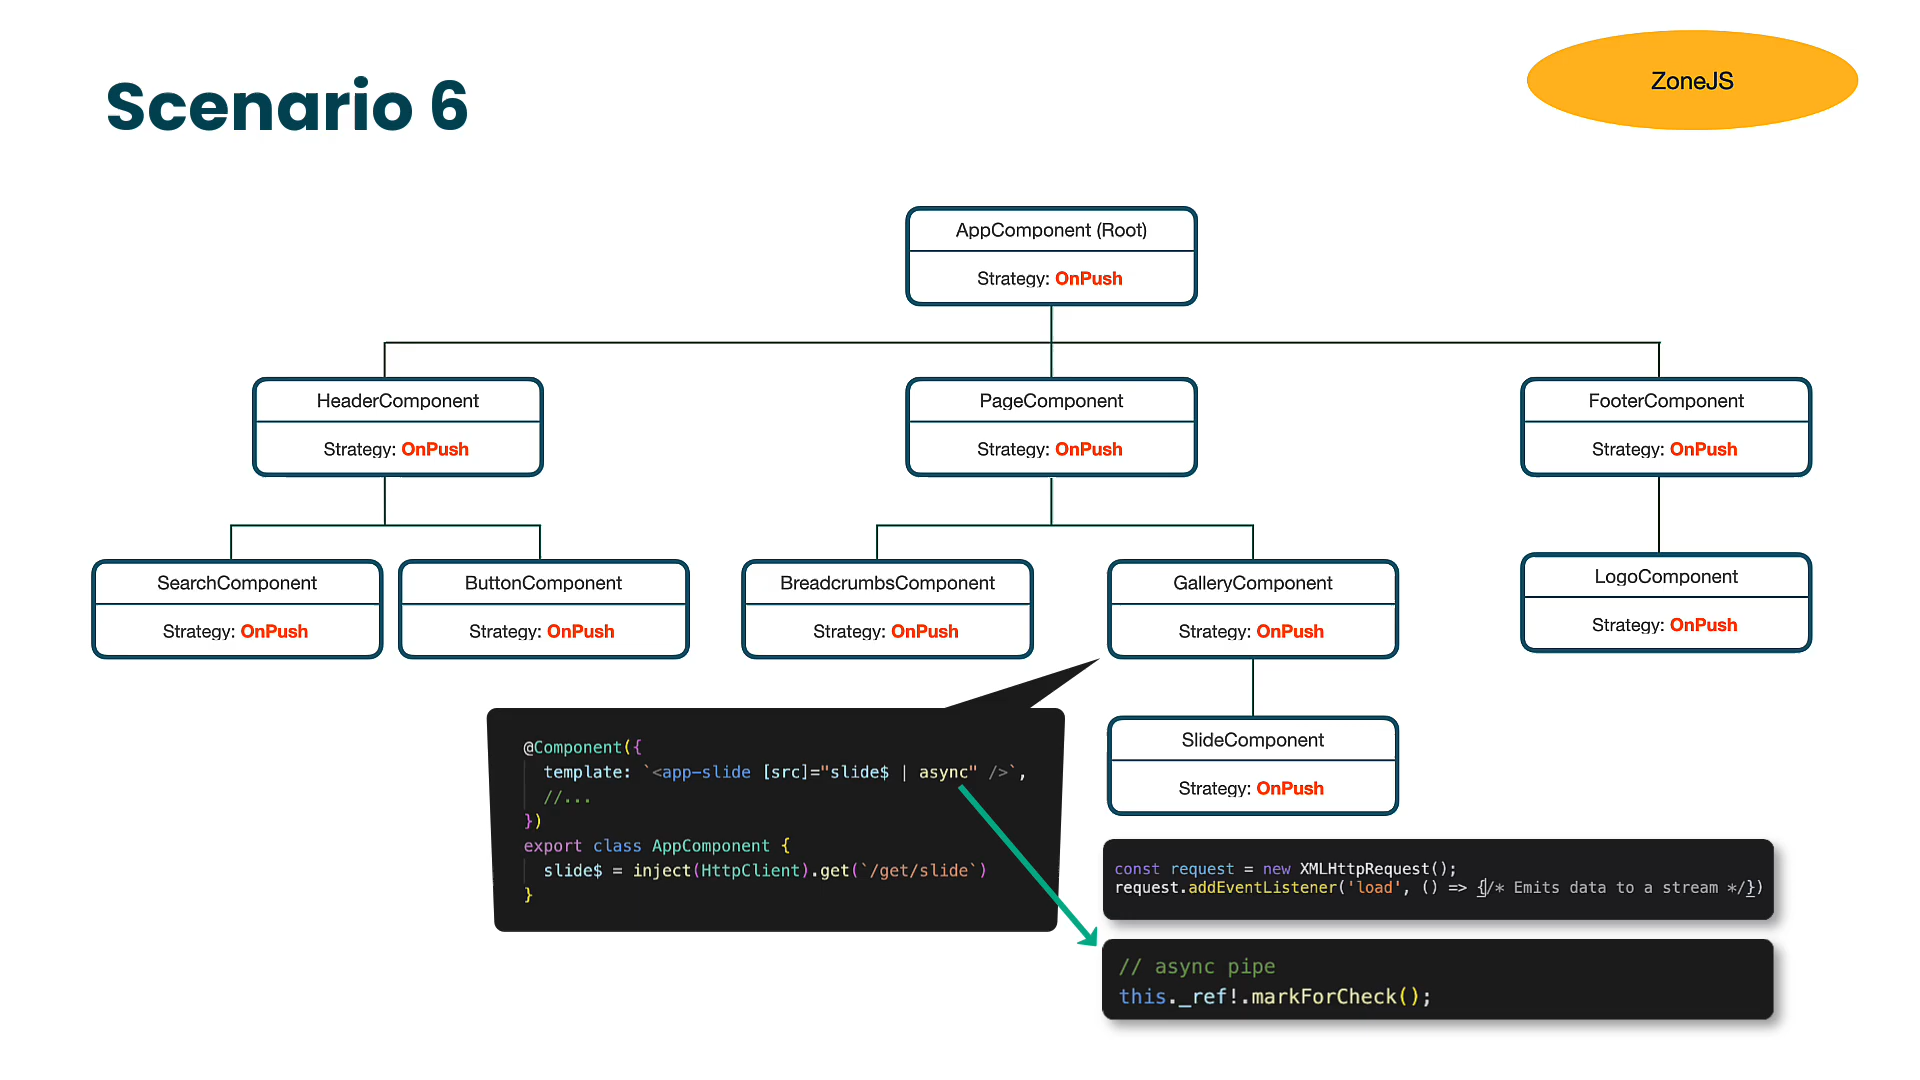 Scenario 6
ZoneJS
AppComponent (Root)
Strategy: OnPush
HeaderComponent
Strategy: OnPush
PageComponent
Strategy: OnPush
FooterComponent
Strategy: OnPush
SearchComponent
Strategy: OnPush
ButtonComponent
Strategy: OnPush
BreadcrumbsComponent
Strategy: OnPush
GalleryComponent
Strategy: OnPush
LogoComponent
Strategy: OnPush
SlideComponent
Strategy: OnPush
@Component({
template: `<app-slide [src]="slide$ | async" />`,
//...
})
export class AppComponent {
slide$ = inject(HttpClient).get(`/get/slide`)
}
const request = new XMLHttpRequest();
request.addEventListener('load', () => {/* Emits data to a stream */})
// async pipe
this._ref!.markForCheck();